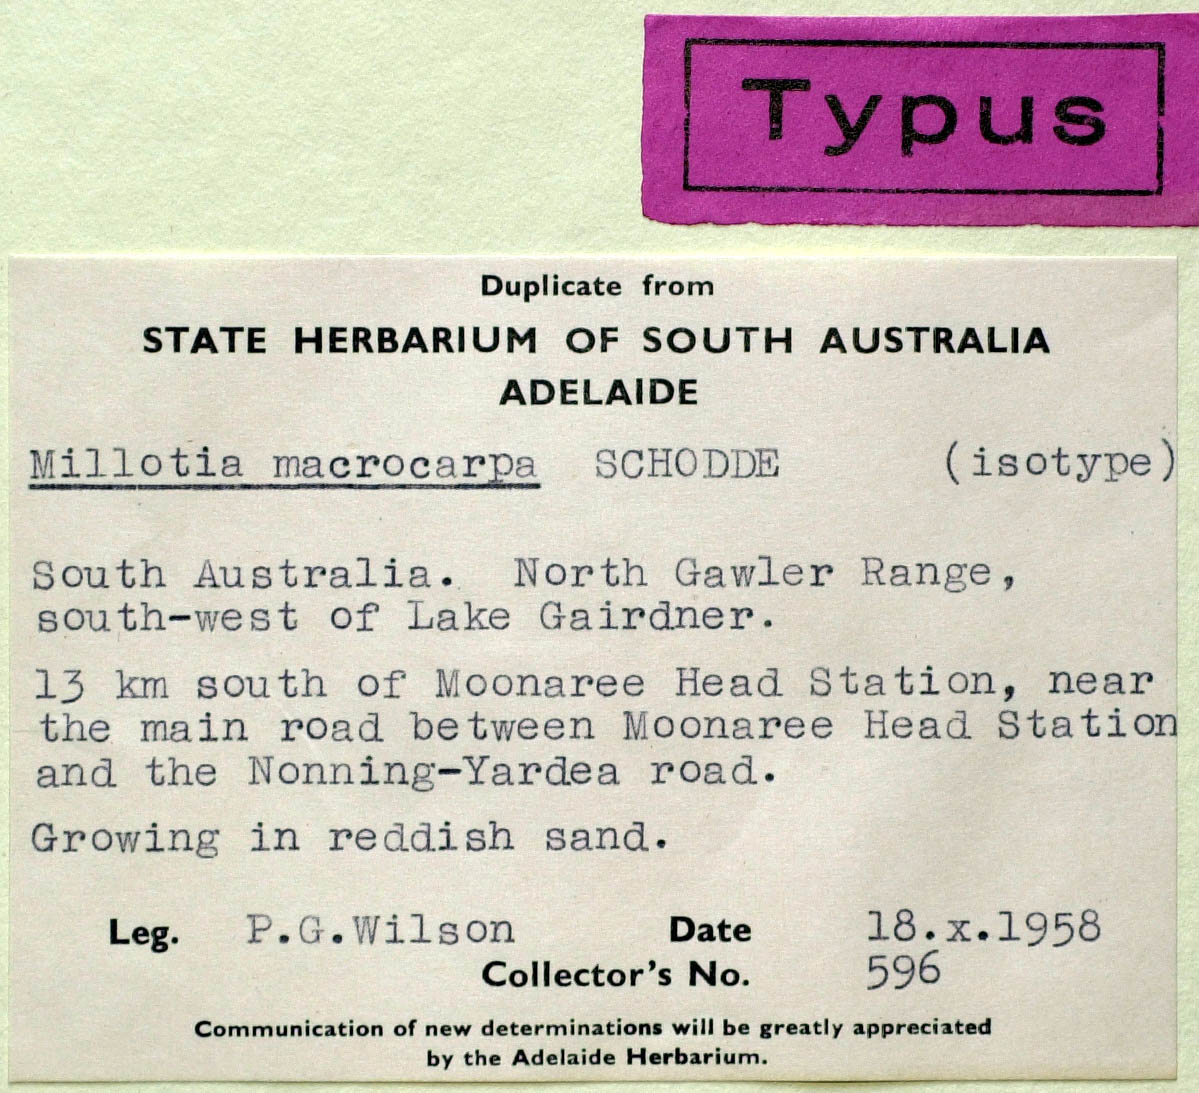 Typus
Duplicate from
STATE HERBARIUM OF SOUTH AUSTRALIA
ADELAIDE
Millotia macrocarpa SCHODDE (isotype)
South Australia. North Gawler Range,
south-west of Lake Gairdner.
13 km south of Moonaree Head Station, near
the main road between Moonaree Head Station
and the Nonning-Yardea road.
Growing in reddish sand.
Leg. P.G.Wilson Date 18.x.1958
Collector's No. 596
Communication of new determinations will be greatly appreciated
by the Adelaide Herbarium.